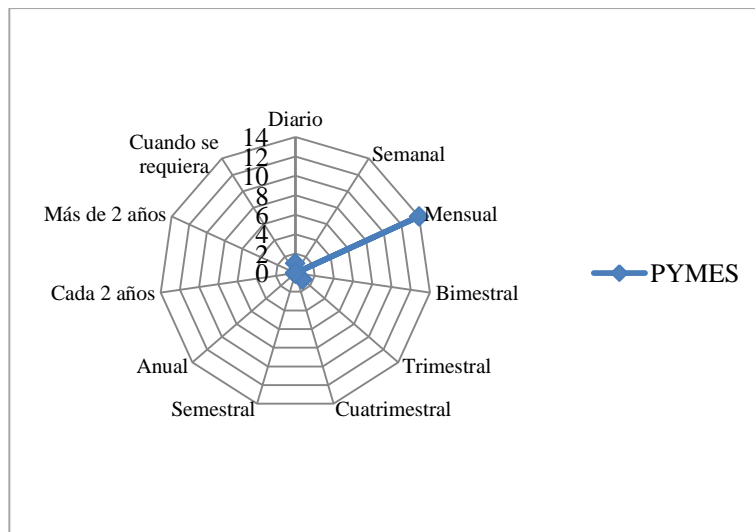 Diario
14
12
10
8
6
4
2
0
Semanal
Mensual
Bimestral
Trimestral
Cuatrimestral
Semestral
Anual
Cada 2 años
Más de 2 años
Cuando se
requiera
PYMES